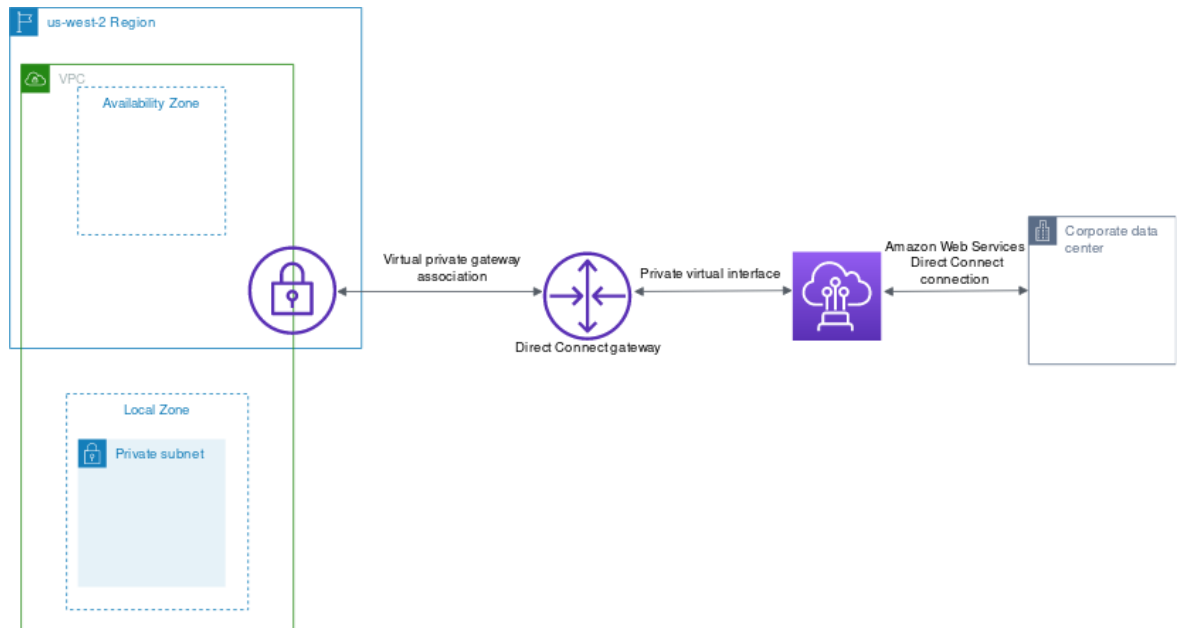 us-west-2 Region
VPC
Availability Zone
Virtual private gateway
association
Direct Connect gateway
Private virtual interface
Amazon Web Services
Direct Connect
connection
Corporate data
center
Local Zone
Private subnet